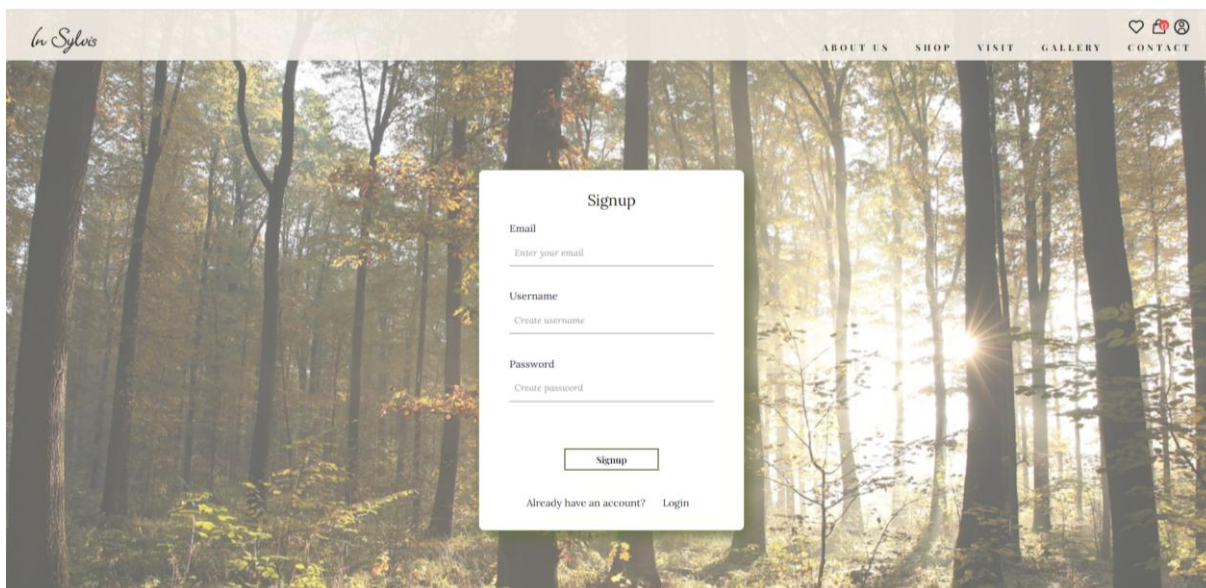 In Sylvis
ABOUT US SHOP VISIT GALLERY CONTACT
Signup
Email
Enter your email
Username
Create username
Password
Create password
Signup
Already have an account? Login